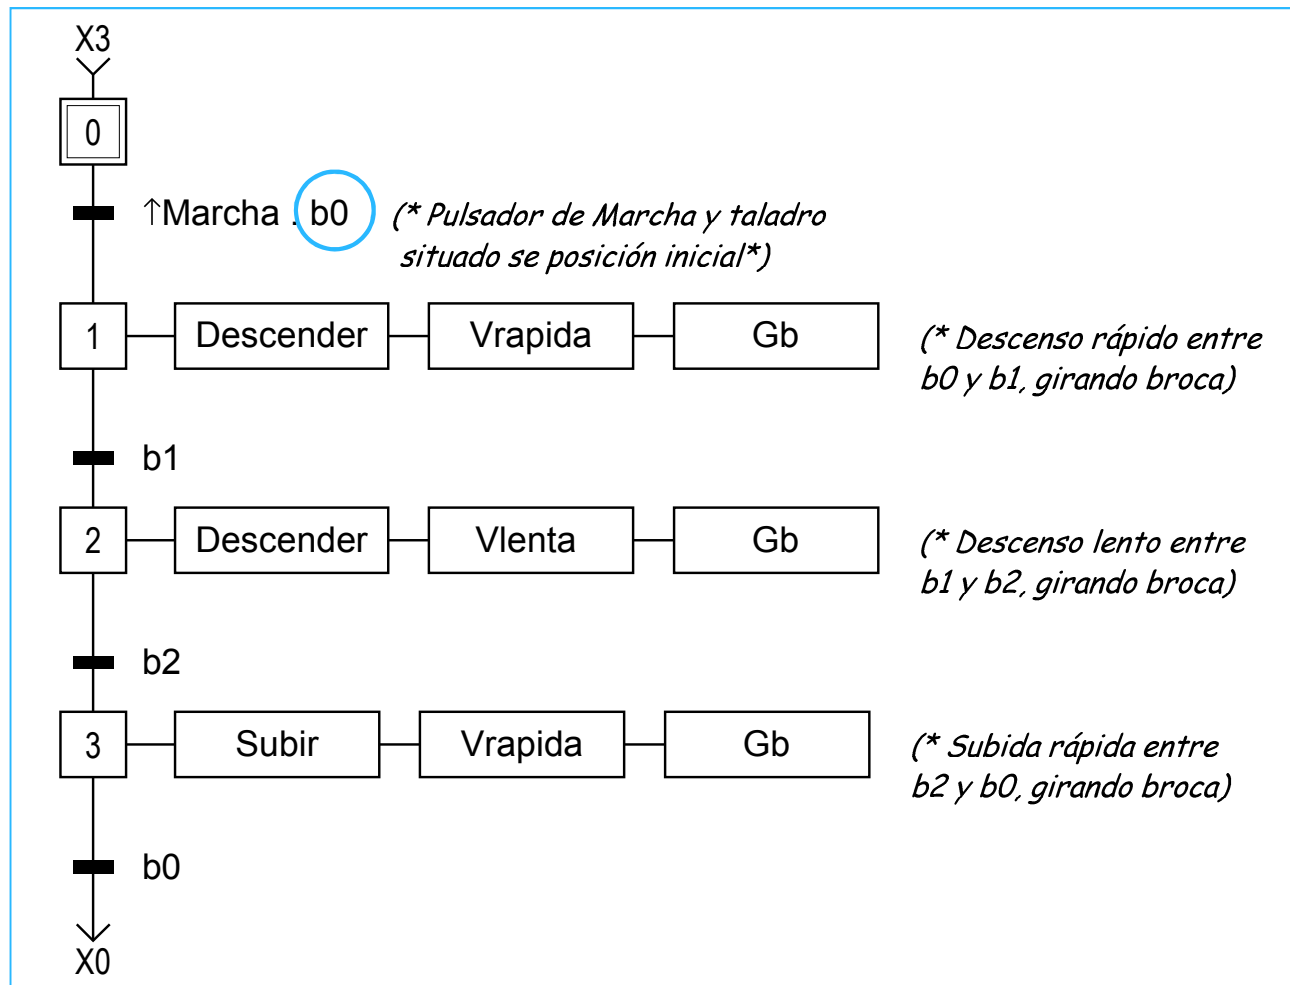 X3
0
↑Marcha . b0
(* Pulsador de Marcha y taladro
situado se posición inicial*)
1
Descender
Vrapida
Gb
(* Descenso rápido entre
b0 y b1, girando broca)
b1
2
Descender
Vlenta
Gb
(* Descenso lento entre
b1 y b2, girando broca)
b2
3
Subir
Vrapida
Gb
(* Subida rápida entre
b2 y b0, girando broca)
b0
X0